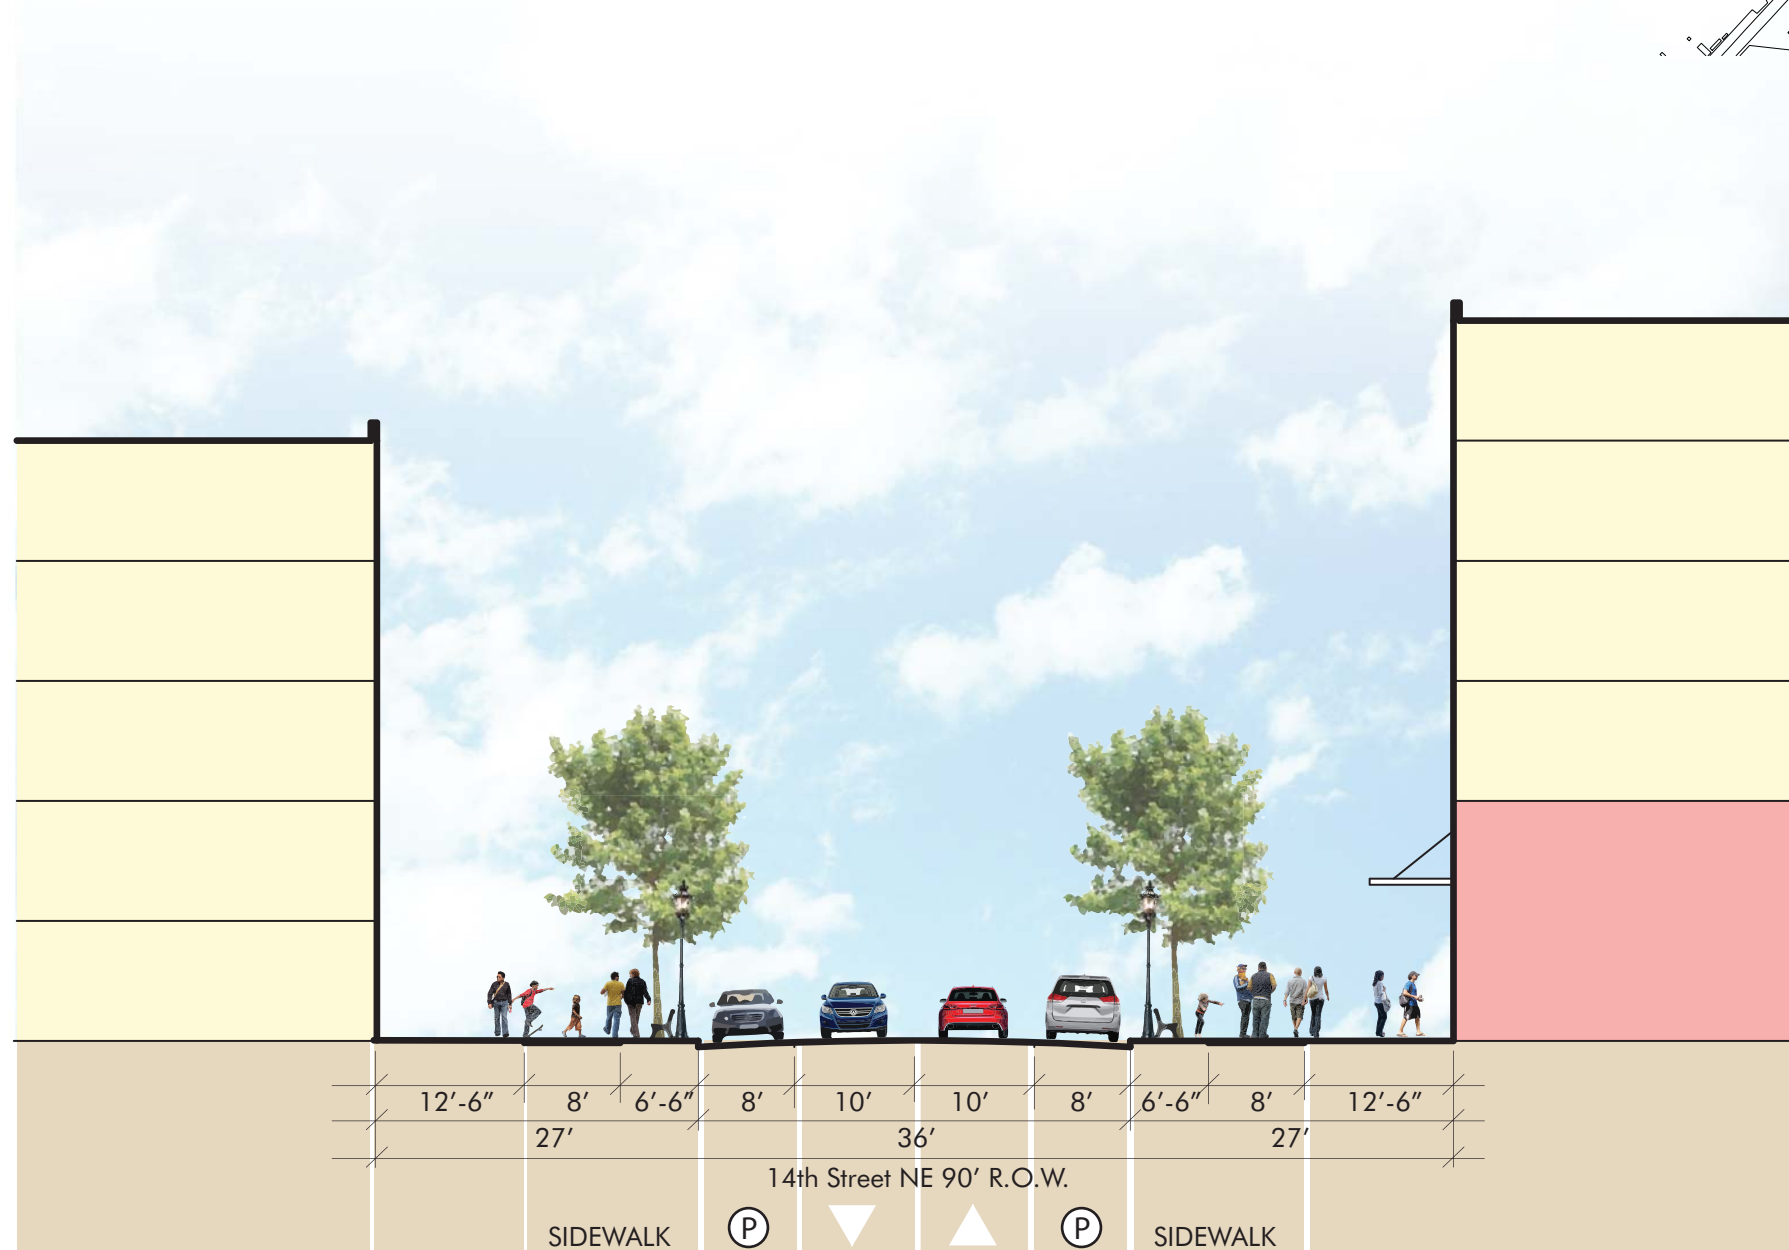 12'-6" 8' 6'-6" 8' 10' 10' 8' 6'-6" 8' 12'-6"
27' 36' 27'
14th Street NE 90' R.O.W.
P P
SIDEWALK SIDEWALK